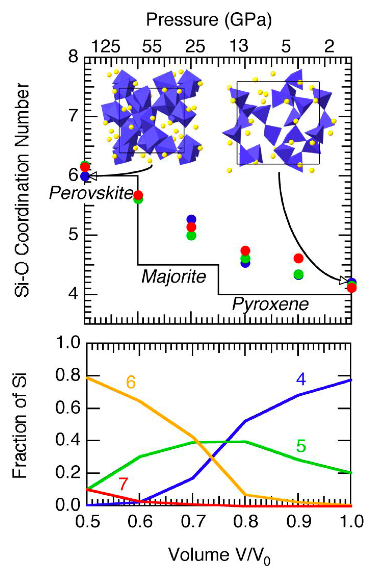 Pressure (GPa)
125 55 25 13 5 2
Si-O Coordination Number
8
7
6
5
4
Perovskite
Majorite
Pyroxene
Fraction of Si
1.0
0.8
0.6
0.4
0.2
0.0
6
4
5
7
0.5 0.6 0.7 0.8 0.9 1.0
Volume V/V₀